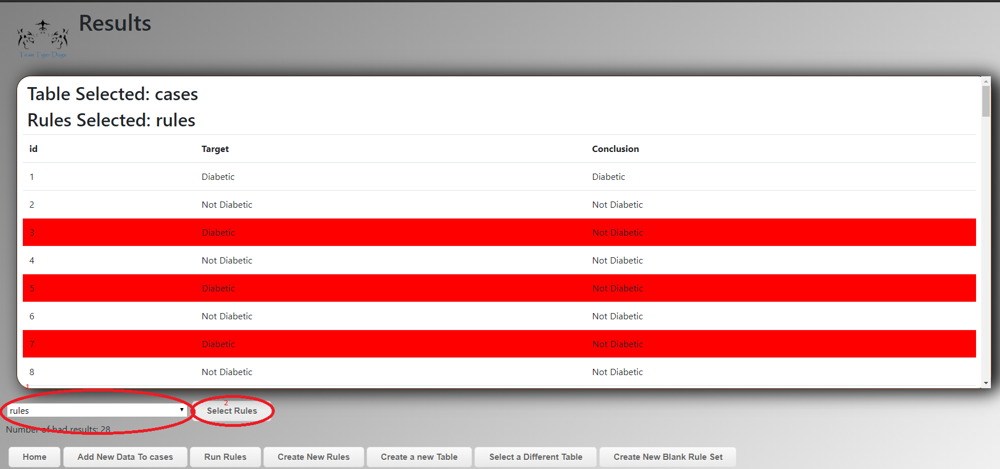 Results
Team Tiger Dogs
Table Selected: cases
Rules Selected: rules
id Target Conclusion
1 Diabetic Diabetic
2 Not Diabetic Not Diabetic
3 Diabetic Not Diabetic
4 Not Diabetic Not Diabetic
5 Diabetic Not Diabetic
6 Not Diabetic Not Diabetic
7 Diabetic Not Diabetic
8 Not Diabetic Not Diabetic
1
2
rules Select Rules
Number of bad results: 28
Home Add New Data To cases Run Rules Create New Rules Create a new Table Select a Different Table Create New Blank Rule Set